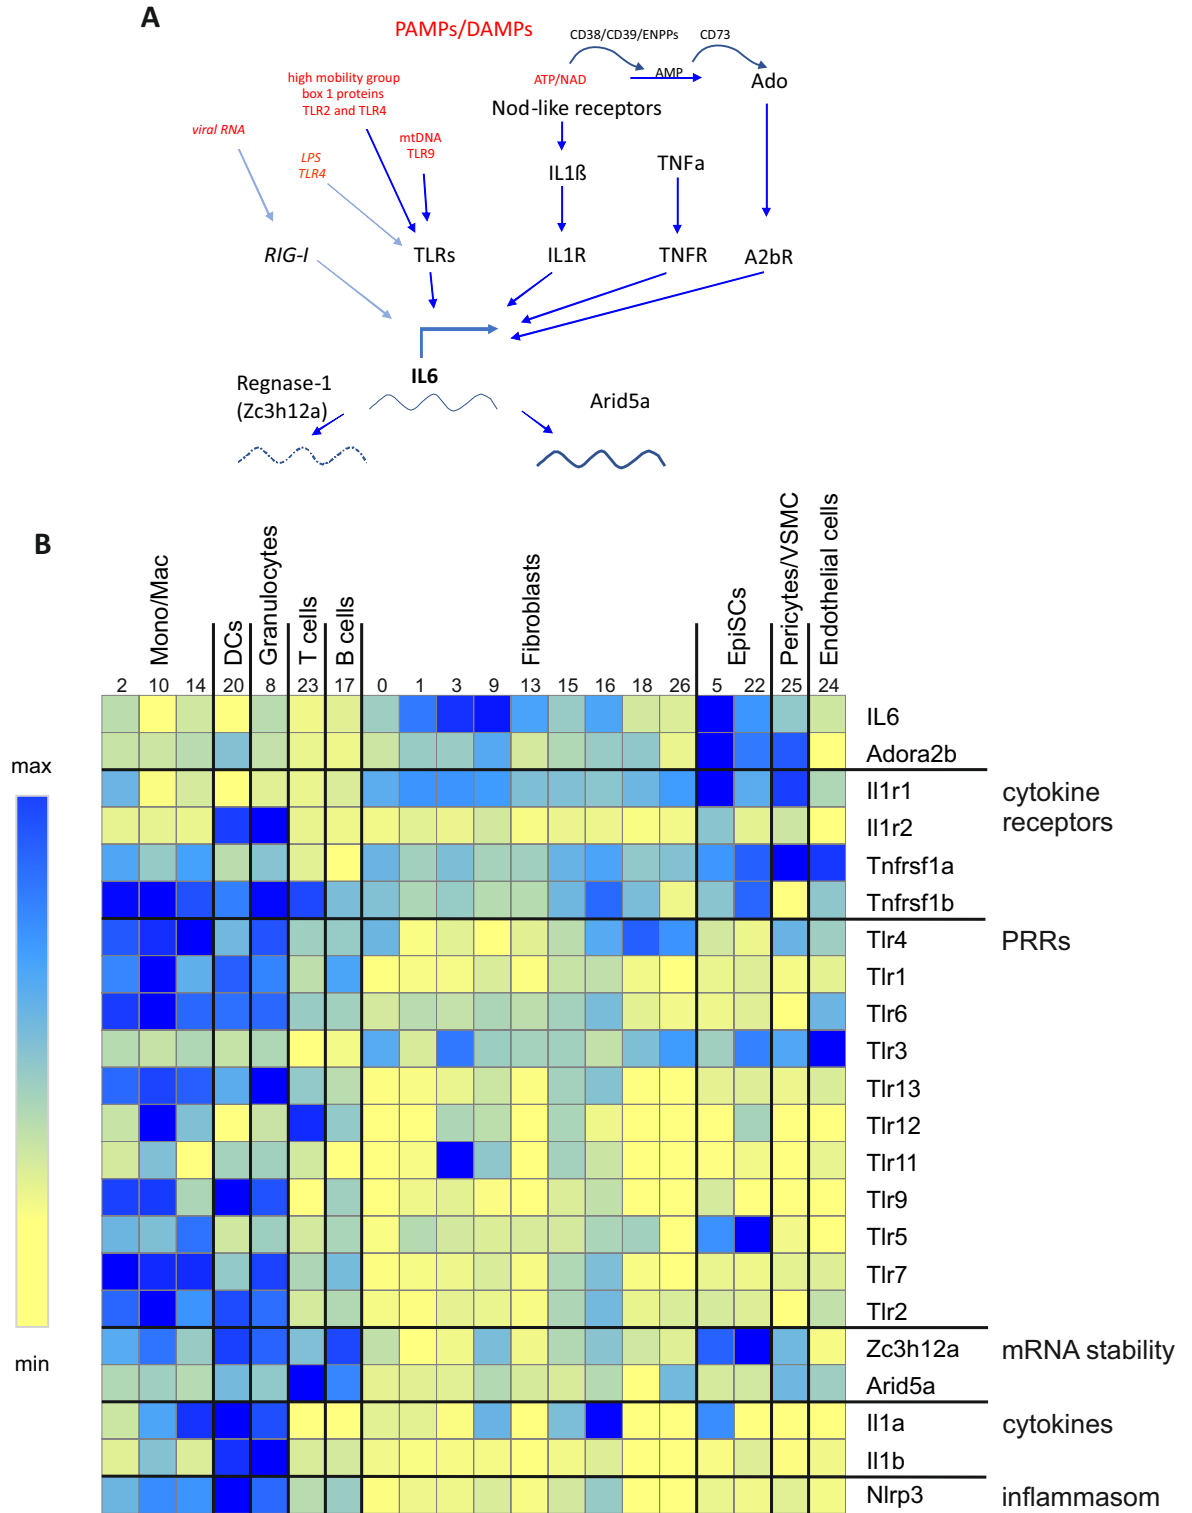 A
PAMPs/DAMPs
CD38/CD39/ENPPs
CD73
high mobility group
box 1 proteins
TLR2 and TLR4
ATP/NAD
AMP
Ado
Nod-like receptors
viral RNA
mtDNA
TLR9
LPS
TLR4
IL1ß
TNFa
RIG-I
TLRs
IL1R
TNFR
A2bR
IL6
Regnase-1
(Zc3h12a)
Arid5a
B
Mono/Mac
DCs
Granulocytes
T cells
B cells
Fibroblasts
EpiSCs
Pericytes/VSMC
Endothelial cells
2 10 14 20 8 23 17 0 1 3 9 13 15 16 18 26 5 22 25 24
max
min
IL6
Adora2b
Il1r1
cytokine
receptors
Il1r2
Tnfrsf1a
Tnfrsf1b
Tlr4
PRRs
Tlr1
Tlr6
Tlr3
Tlr13
Tlr12
Tlr11
Tlr9
Tlr5
Tlr7
Tlr2
Zc3h12a
mRNA stability
Arid5a
Il1a
cytokines
Il1b
Nlrp3
inflammasom